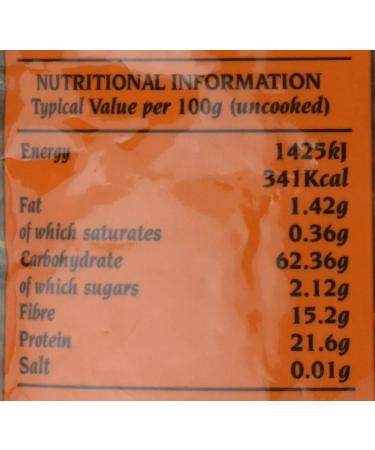 NUTRITIONAL INFORMATION
Typical Value per 100g (uncooked)
Energy 1425kJ
341Kcal
Fat 1.42g
of which saturates 0.36g
Carbohydrate 62.36g
of which sugars 2.12g
Fibre 15.2g
Protein 21.6g
Salt 0.01g